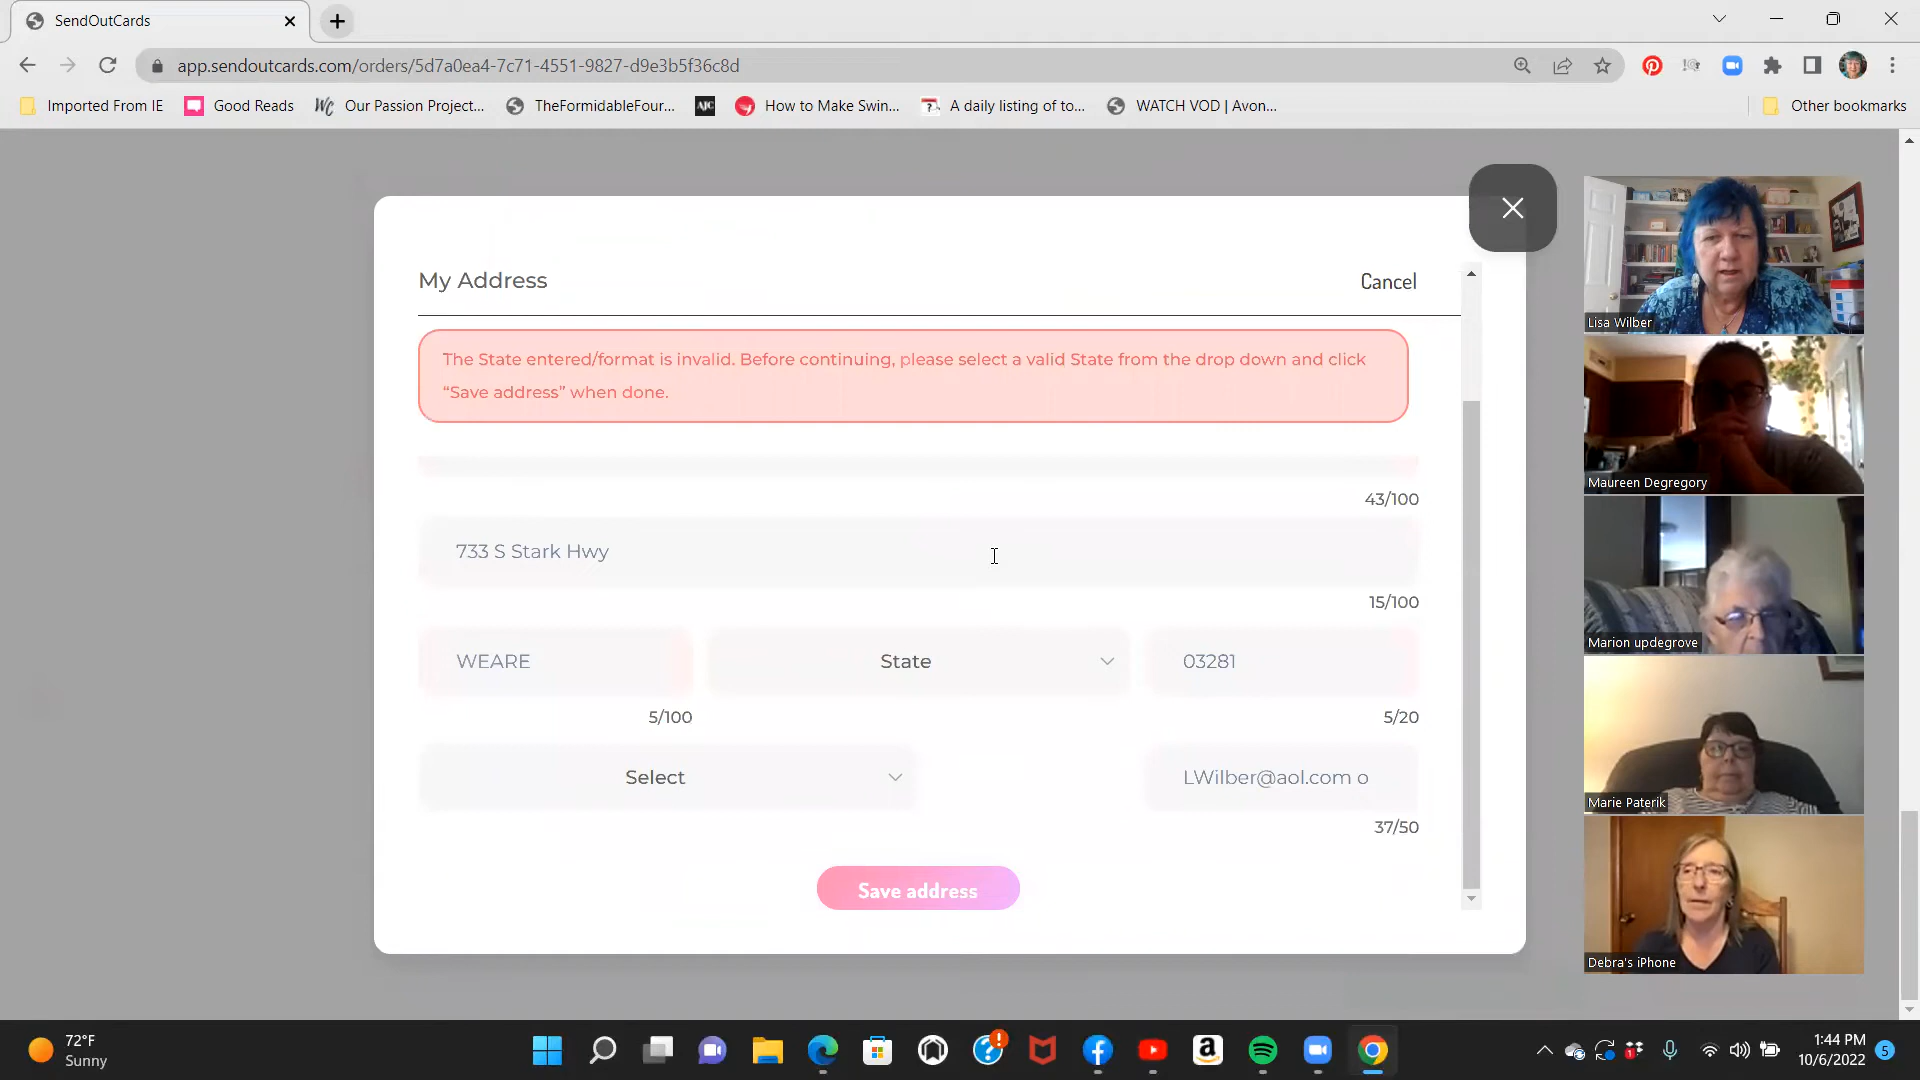 SendOutCards
app.sendoutcards.com/orders/5d7a0ea4-7c71-4551-9827-d9e3b5f36c8d
Imported From IE
Good Reads
Our Passion Project...
TheFormidableFour...
AJC
How to Make Swin...
A daily listing of to...
WATCH VOD | Avon...
Other bookmarks
My Address
Cancel
The State entered/format is invalid. Before continuing, please select a valid State from the drop down and click
“Save address” when done.
43/100
733 S Stark Hwy
15/100
WEARE
State
03281
5/100
5/20
Select
LWilber@aol.com o
37/50
Save address
Lisa Wilber
Maureen Degregory
Marion updegrove
Marie Paterik
Debra's iPhone
72°F
Sunny
1:44 PM
10/6/2022
5